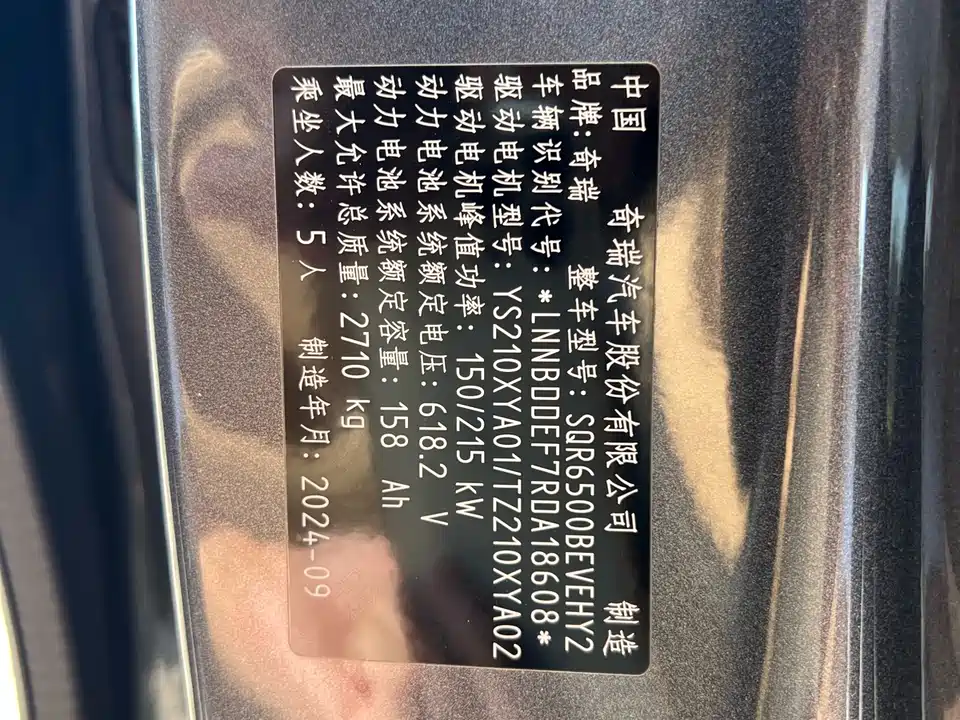 中国 奇瑞汽车股份有限公司 制造
品牌:奇瑞 整车型号:SQR6500BEVEHY2
车辆识别代号:*LNNBDDEF7RDA18608*
驱动电机型号:YS210XYA01/TZ210XYA02
驱动电机峰值功率:150/215 kW
动力电池系统额定电压:618.2 V
动力电池系统额定容量:158 Ah
最大允许总质量:2710 kg
乘坐人数:5人 制造年月:2024-09